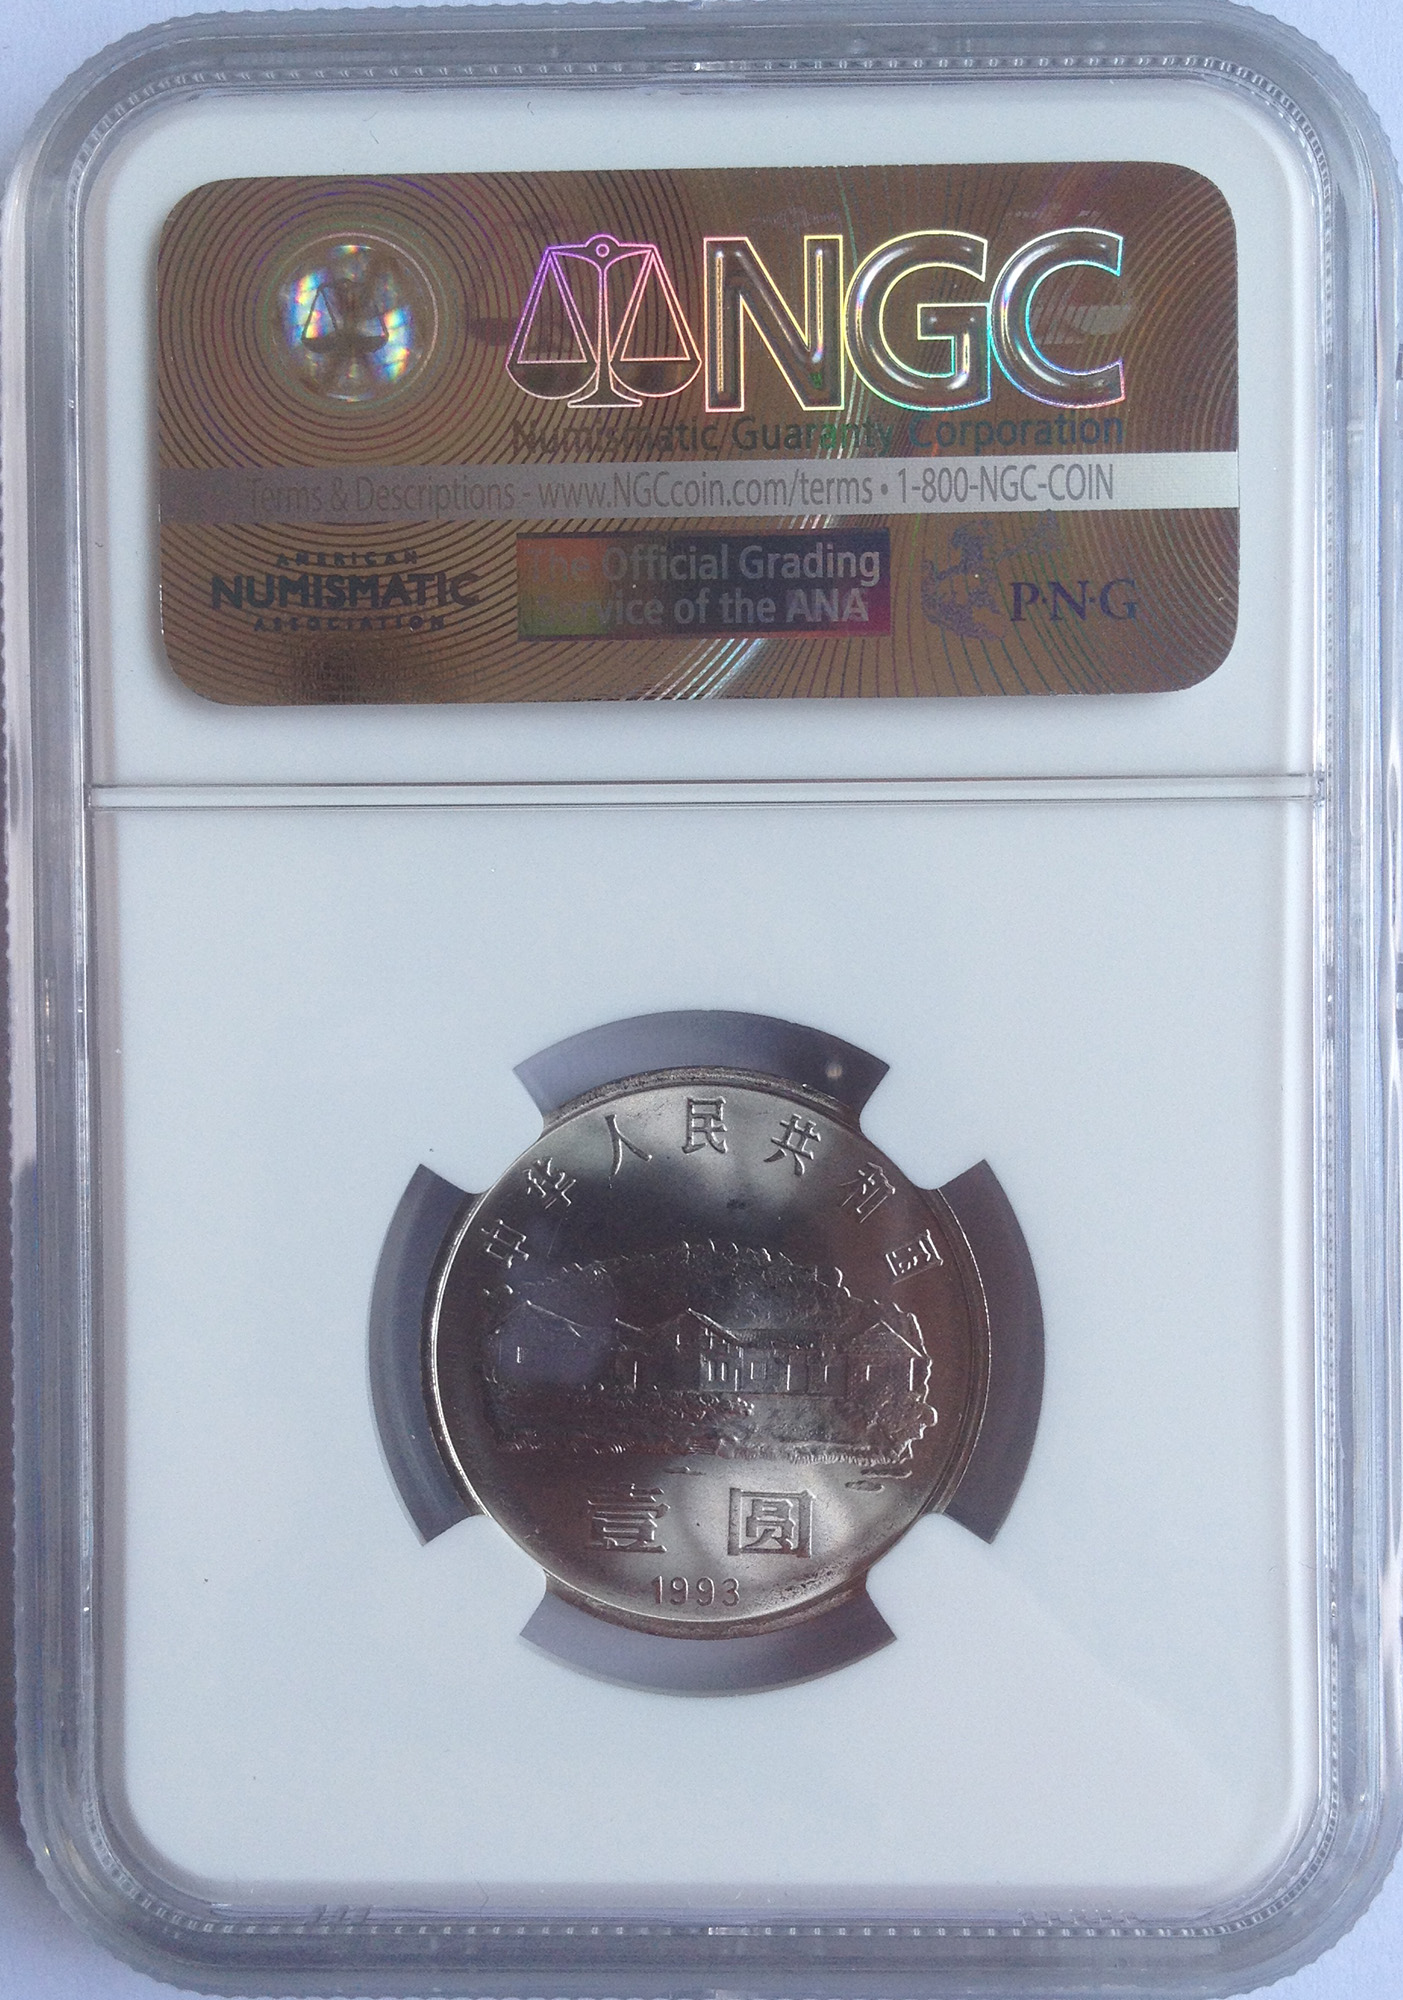 NGC
Numismatic Guaranty Corporation
Terms & Descriptions - www.NGCcoin.com/terms • 1-800-NGC-COIN
AMERICAN
NUMISMATIC
ASSOCIATION
The Official Grading
Service of the ANA
P·N·G
中华人民共和国
壹圆
1993